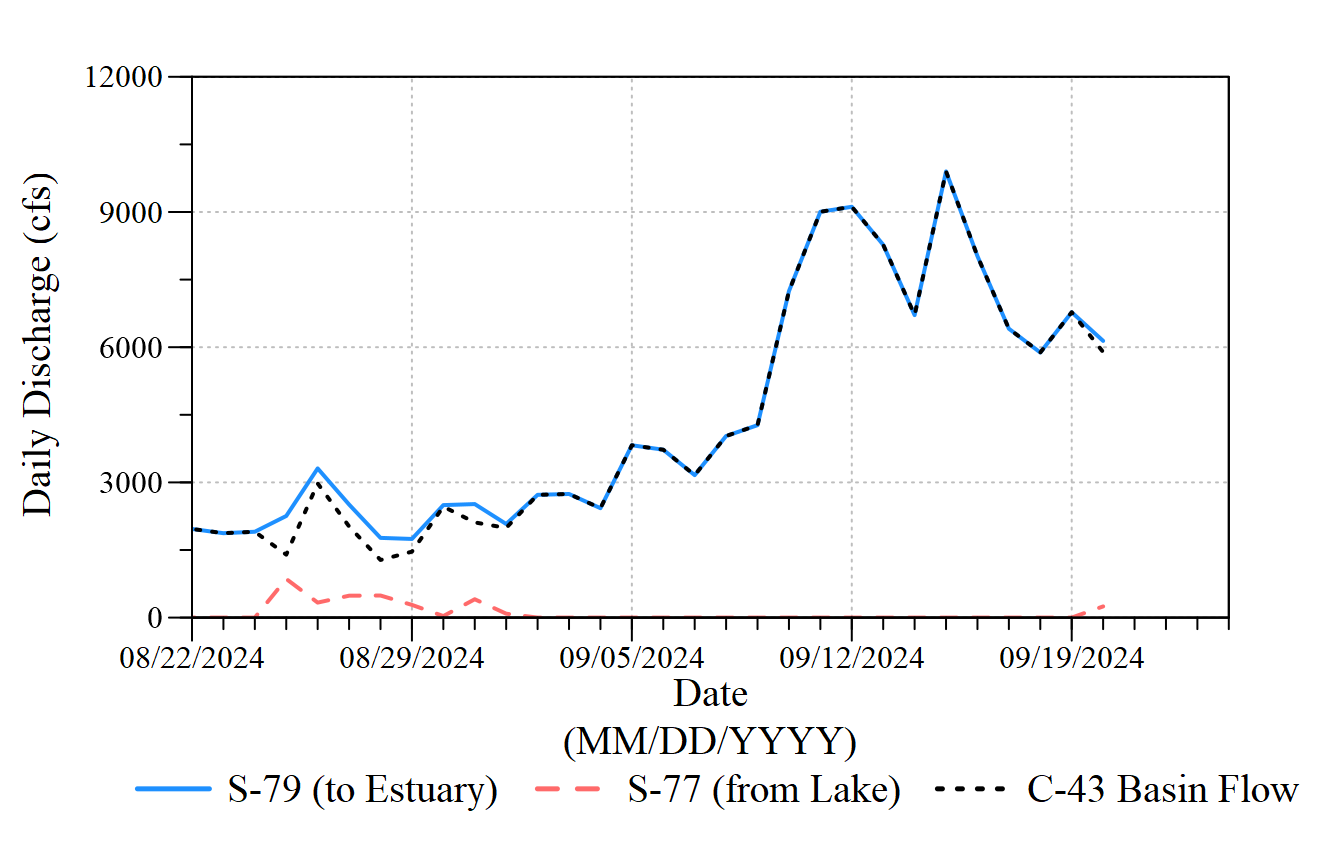 12000
9000
6000
3000
0
Daily Discharge (cfs)
08/22/2024 08/29/2024 09/05/2024 09/12/2024 09/19/2024
Date
(MM/DD/YYYY)
S-79 (to Estuary) S-77 (from Lake) C-43 Basin Flow